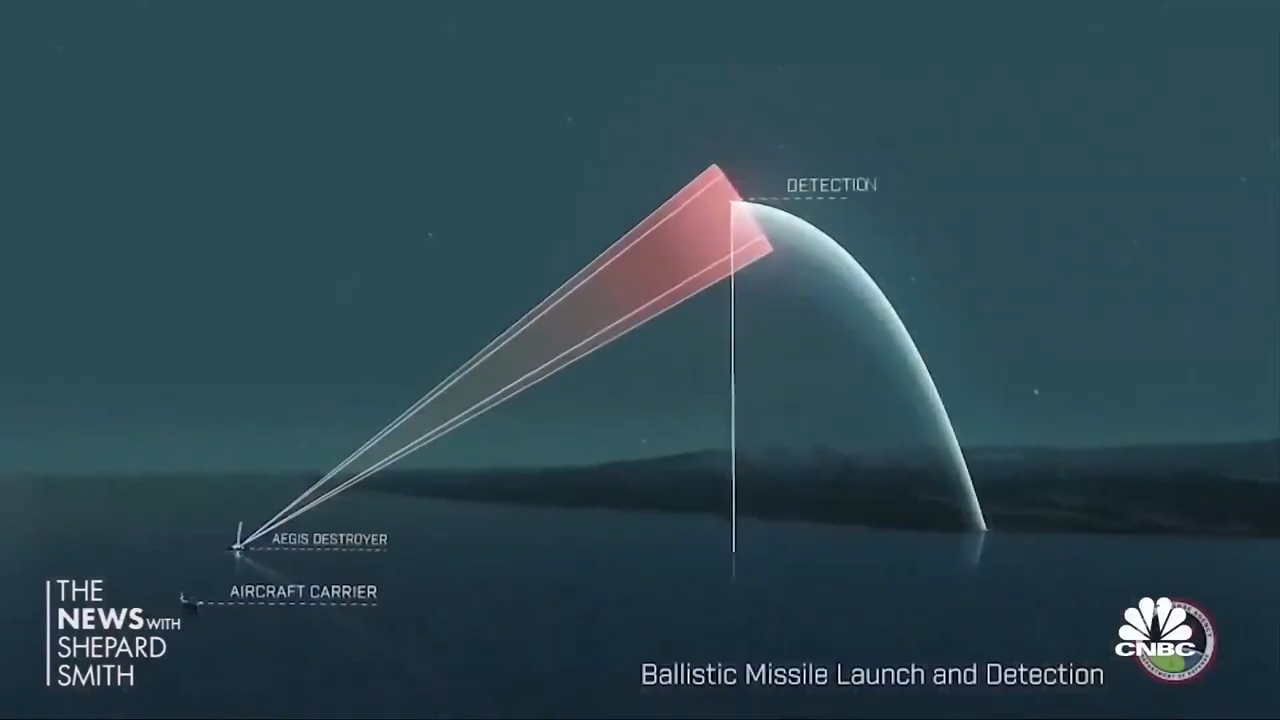 DETECTION
AEGIS DESTROYER
AIRCRAFT CARRIER
THE
NEWS WITH
SHEPARD
SMITH
CNBC
Ballistic Missile Launch and Detection